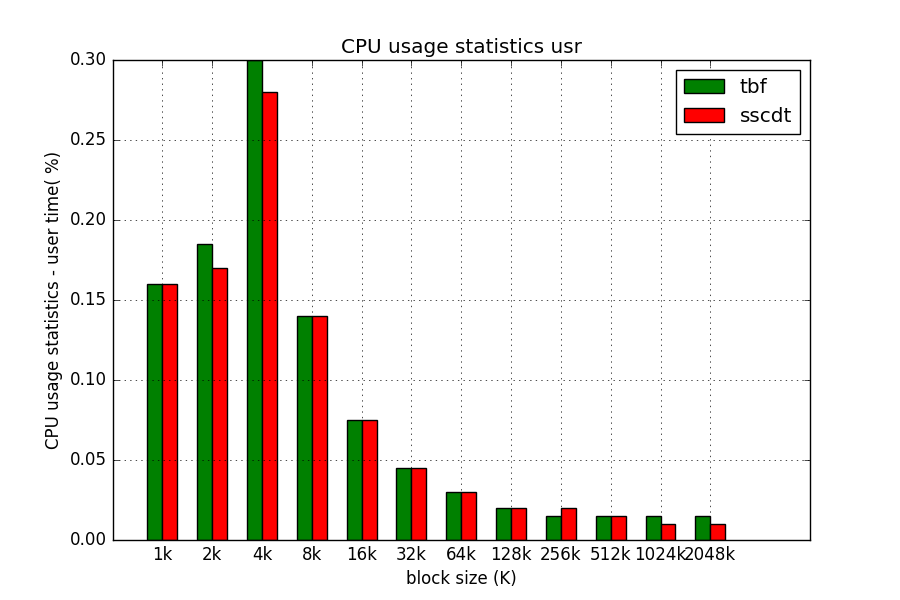 CPU usage statistics usr
tbf
sscdt
CPU usage statistics - user time( %)
0.30
0.25
0.20
0.15
0.10
0.05
0.00
1k 2k 4k 8k 16k 32k 64k 128k 256k 512k 1024k 2048k
block size (K)